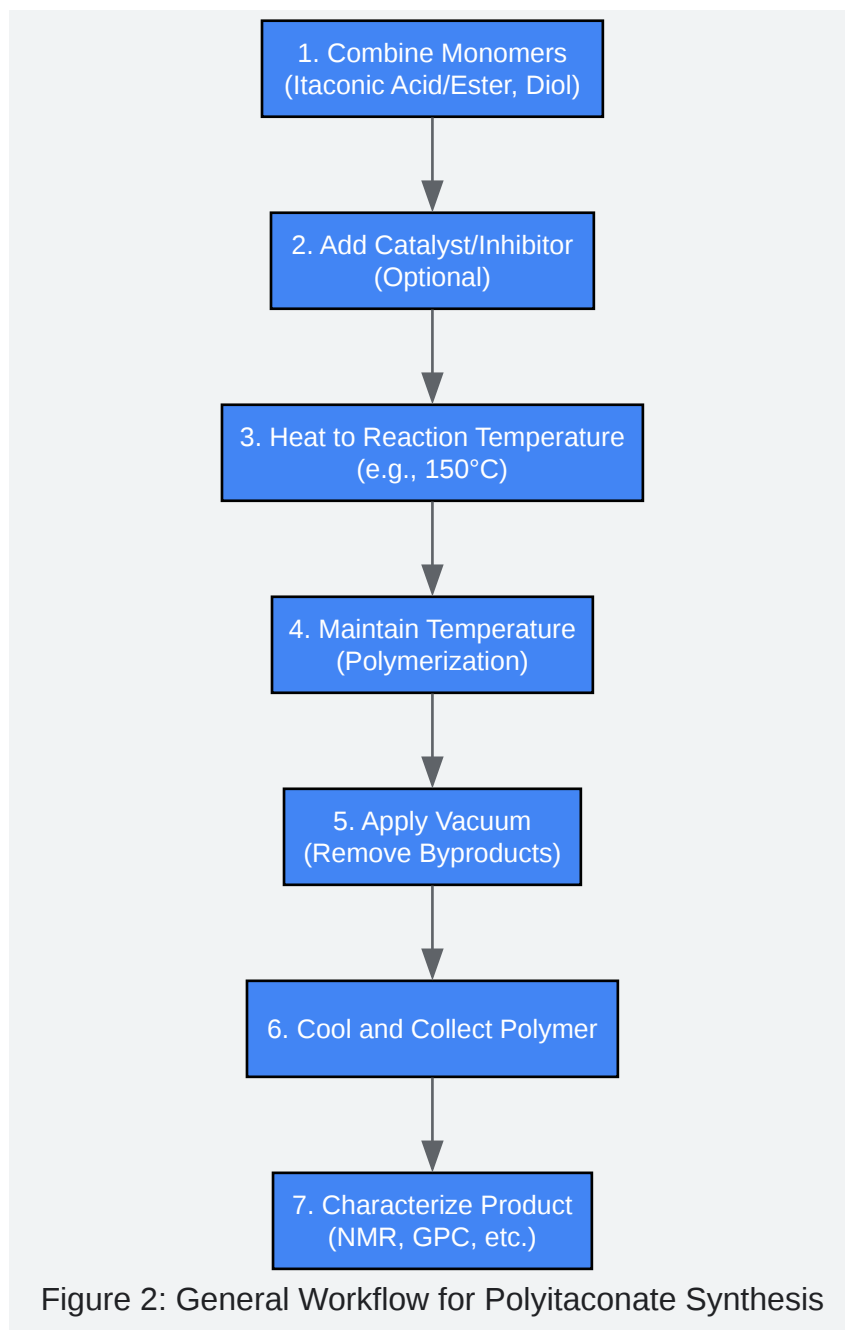 1. Combine Monomers
(Itaconic Acid/Ester, Diol)
2. Add Catalyst/Inhibitor
(Optional)
3. Heat to Reaction Temperature
(e.g., 150°C)
4. Maintain Temperature
(Polymerization)
5. Apply Vacuum
(Remove Byproducts)
6. Cool and Collect Polymer
7. Characterize Product
(NMR, GPC, etc.)
Figure 2: General Workflow for Polyitaconate Synthesis